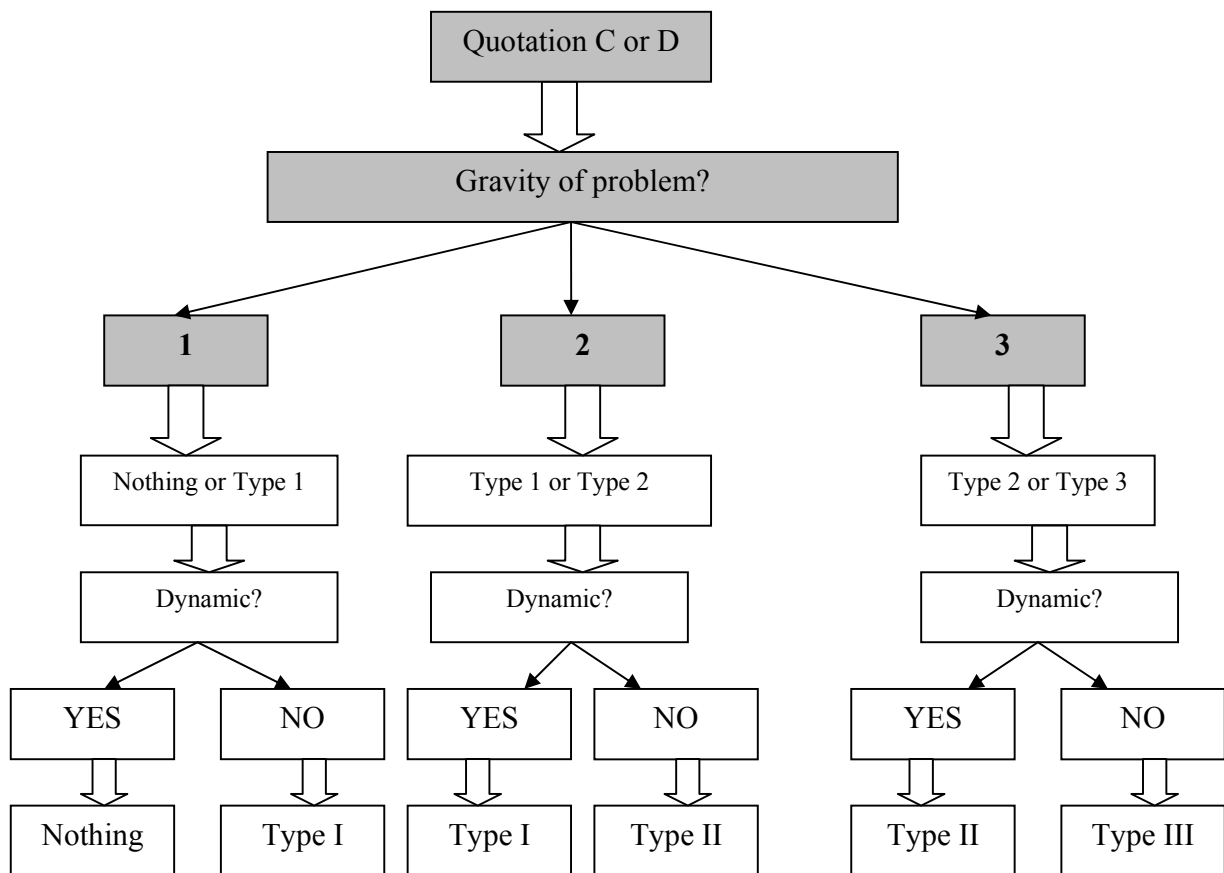 Quotation C or D
Gravity of problem?
1
2
3
Nothing or Type 1
Type 1 or Type 2
Type 2 or Type 3
Dynamic?
Dynamic?
Dynamic?
YES
NO
YES
NO
YES
NO
Nothing
Type I
Type I
Type II
Type II
Type III